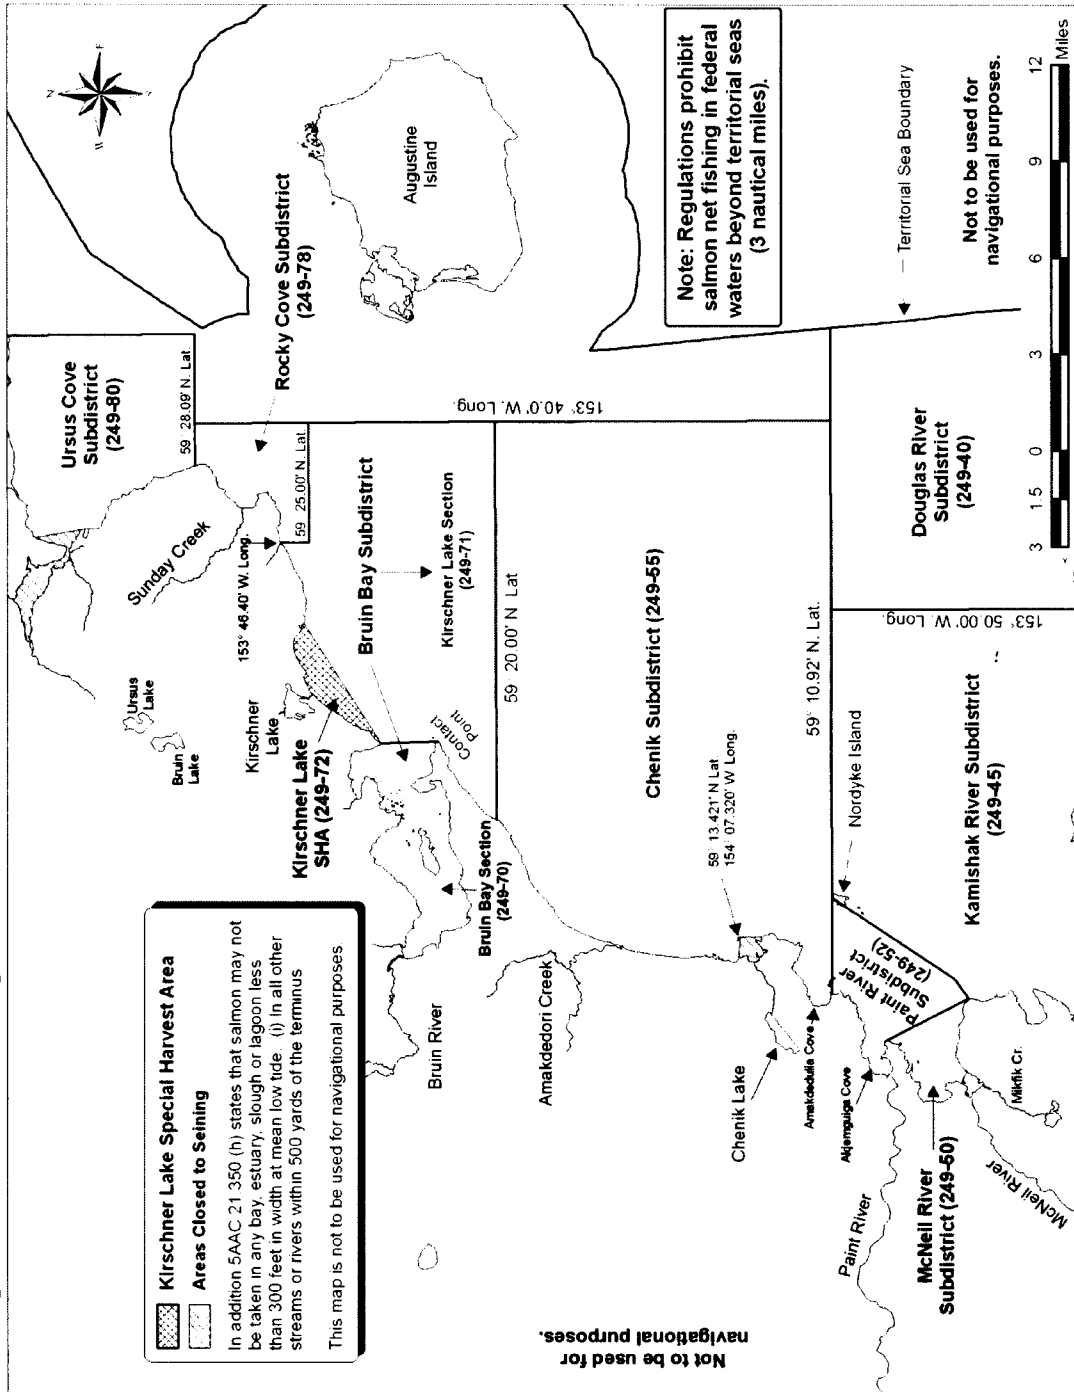 Kirschner Lake Special Harvest Area
Areas Closed to Seining
In addition 5AAC 21 350 (h) states that salmon may not
be taken in any bay, estuary, slough or lagoon less
than 300 feet in width at mean low tide. (i) In all other
streams or rivers within 500 yards of the terminus
This map is not to be used for navigational purposes
N
E
Ursus Cove
Subdistrict
(249-80)
59 28.09' N. Lat.
Rocky Cove Subdistrict
(249-78)
Augustine
Island
Sunday Creek
59 25.00' N. Lat.
153° 46.40' W. Long.
Ursus
Lake
Bruin
Lake
Kirschner
Lake
Kirschner Lake
SHA (249-72)
Bruin Bay Subdistrict
Kirschner Lake Section
(249-71)
Contact
Point
153° 40.0' W. Long.
59° 20.00' N Lat
Bruin Bay Section
(249-70)
Bruin River
Amakdedori Creek
Chenik Subdistrict (249-55)
59° 13.421' N Lat
154° 07.320' W Long.
Chenik Lake
Note: Regulations prohibit
salmon net fishing in federal
waters beyond territorial seas
(3 nautical miles).
59° 10.92' N. Lat.
Amakdedulia Cove
Akjemguiga Cove
Nordyke Island
Paint River
Subdistrict
(249-52)
Paint River
McNeil River
Subdistrict (249-50)
McNeil River
Mikfik Cr.
Kamishak River Subdistrict
(249-45)
153° 50.00' W. Long.
Douglas River
Subdistrict
(249-40)
Territorial Sea Boundary
Not to be used for
navigational purposes.
Not to be used for
navigational purposes.
3 1.5 0 3 6 9 12
Miles